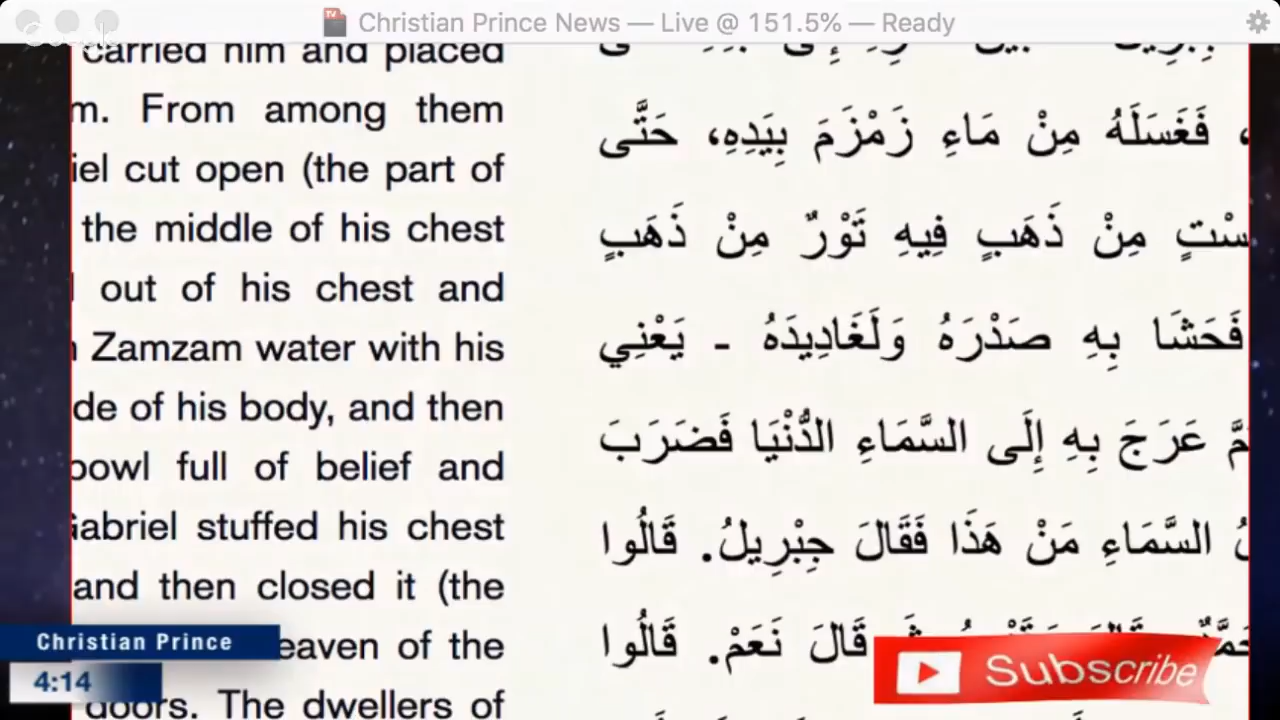 Christian Prince News — Live @ 151.5% — Ready
carried him and placed
m. From among them
iel cut open (the part of
the middle of his chest
out of his chest and
Zamzam water with his
de of his body, and then
bowl full of belief and
Gabriel stuffed his chest
and then closed it (the
eaven of the
doors. The dwellers of
، فَغَسَلَهُ مِنْ مَاءِ زَمْزَمَ بِيَدِهِ، حَتَّى
سْتٍ مِنْ ذَهَبٍ فِيهِ تَوْرٌ مِنْ ذَهَبٍ
فَحَشَا بِهِ صَدْرَهُ وَلَغَادِيدَهُ ـ يَعْنِي
مَّ عَرَجَ بِهِ إِلَى السَّمَاءِ الدُّنْيَا فَضَرَبَ
لُ السَّمَاءِ مَنْ هَذَا فَقَالَ جِبْرِيلُ. قَالُوا
قَالَ نَعَمْ. قَالُوا
Christian Prince
4:14
Subscribe